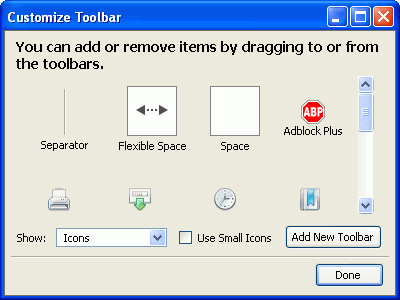 Customize Toolbar
You can add or remove items by dragging to or from
the toolbars.
ABP
Separator
Flexible Space
Space
Adblock Plus
Show:
Icons
Use Small Icons
Add New Toolbar
Done